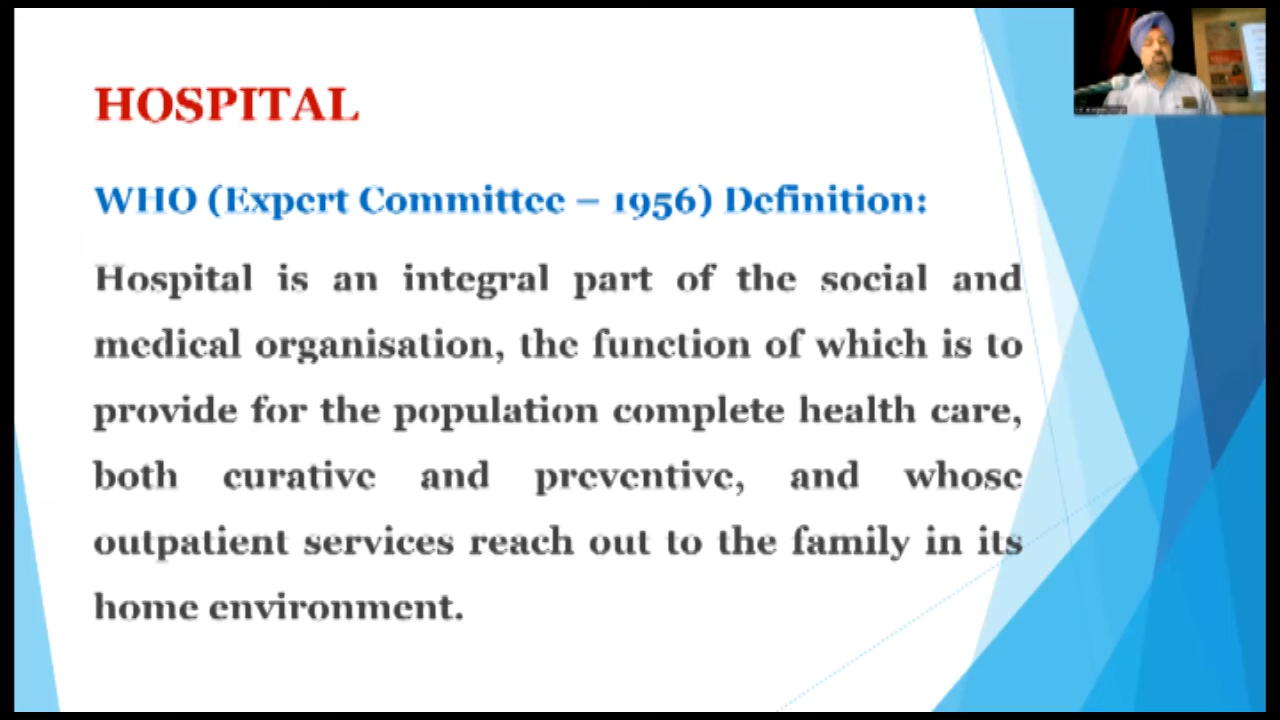 HOSPITAL
WHO (Expert Committee – 1956) Definition:
Hospital is an integral part of the social and
medical organisation, the function of which is to
provide for the population complete health care,
both curative and preventive, and whose
outpatient services reach out to the family in its
home environment.